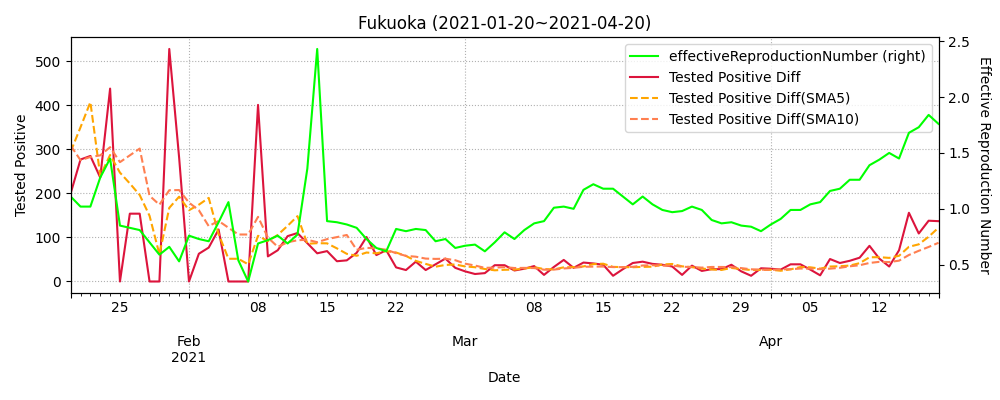 Fukuoka (2021-01-20~2021-04-20)
effectiveReproductionNumber (right)
Tested Positive Diff
Tested Positive Diff(SMA5)
Tested Positive Diff(SMA10)
Tested Positive
500
400
300
200
100
0
2.5
2.0
1.5
1.0
0.5
Effective Reproduction Number
25 08 15 22 08 15 22 05 12
Feb Mar Apr
2021
Date